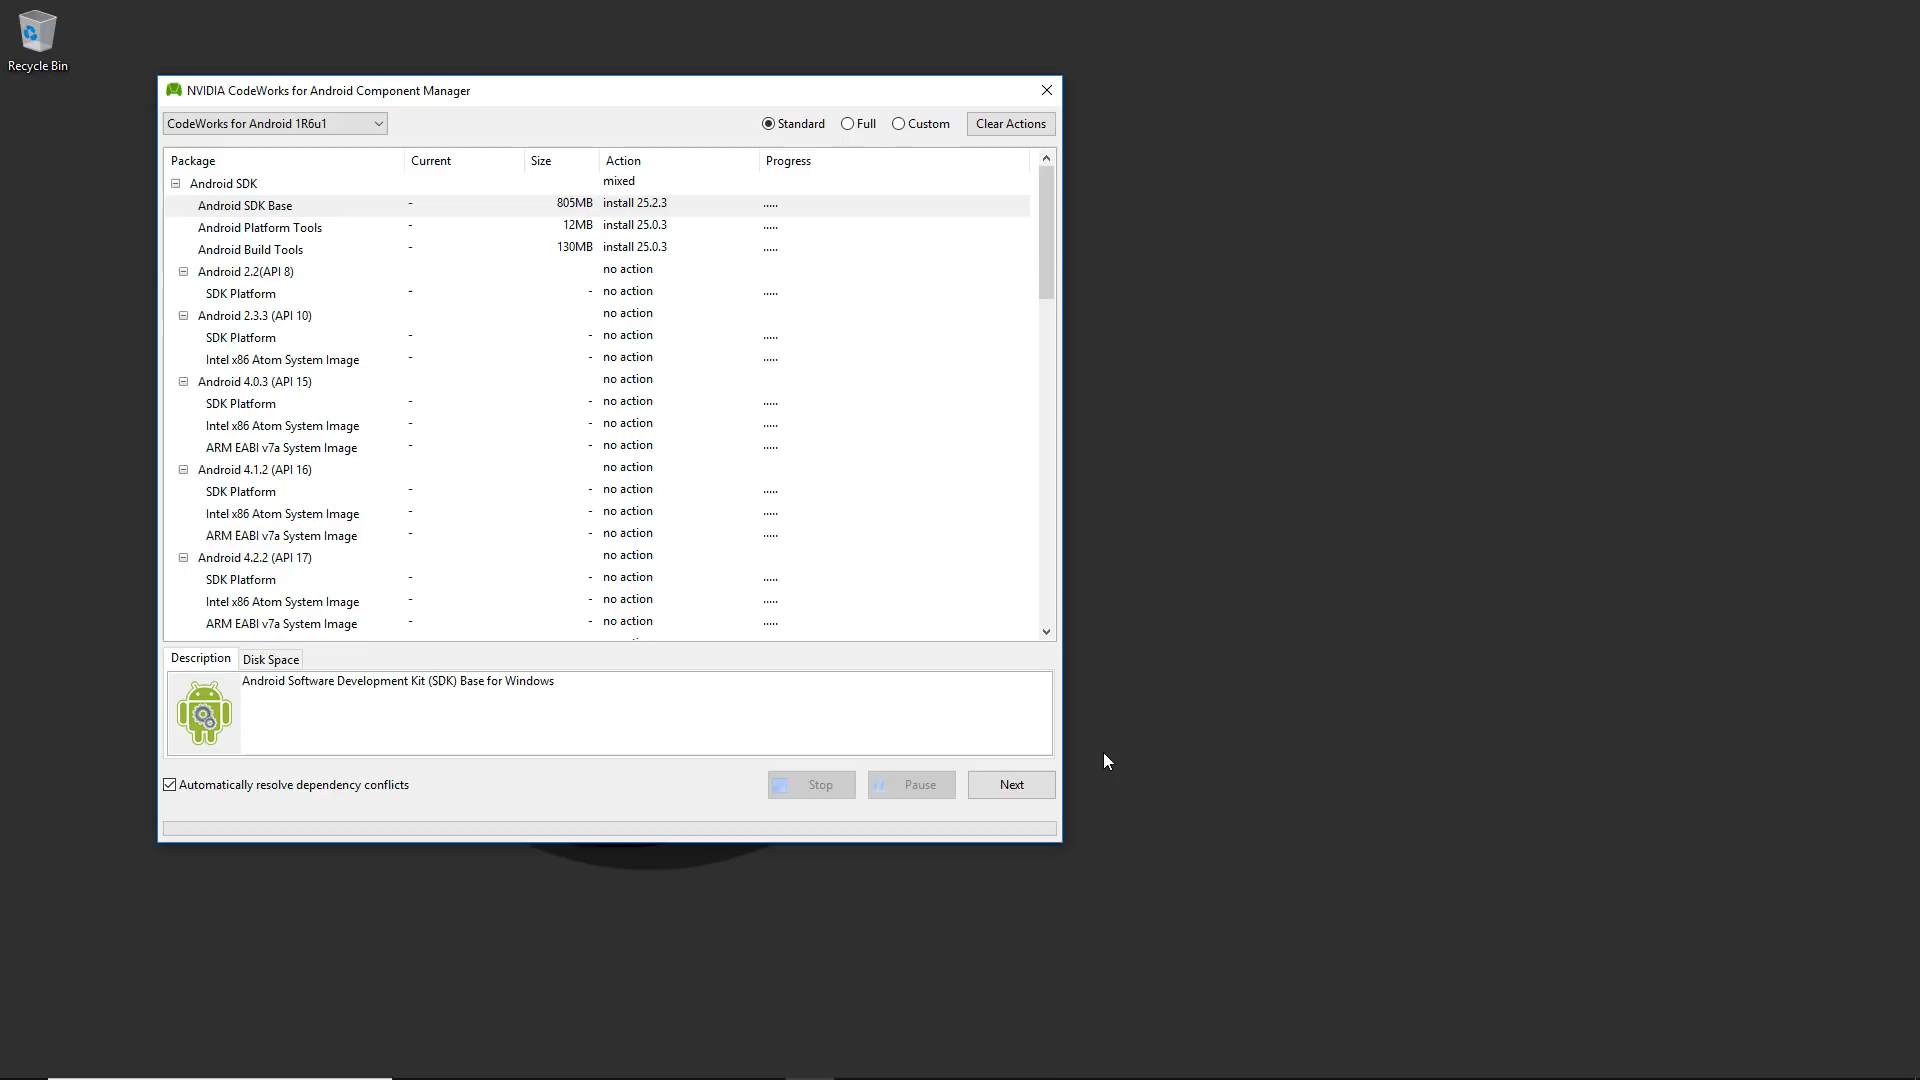 Recycle Bin
NVIDIA CodeWorks for Android Component Manager
CodeWorks for Android 1R6u1 Standard Full Custom Clear Actions
Package Current Size Action Progress
Android SDK mixed
Android SDK Base - 805MB install 25.2.3 .....
Android Platform Tools - 12MB install 25.0.3 .....
Android Build Tools - 130MB install 25.0.3 .....
Android 2.2(API 8) no action
SDK Platform - - no action .....
Android 2.3.3 (API 10) no action
SDK Platform - - no action .....
Intel x86 Atom System Image - - no action .....
Android 4.0.3 (API 15) no action
SDK Platform - - no action .....
Intel x86 Atom System Image - - no action .....
ARM EABI v7a System Image - - no action .....
Android 4.1.2 (API 16) no action
SDK Platform - - no action .....
Intel x86 Atom System Image - - no action .....
ARM EABI v7a System Image - - no action .....
Android 4.2.2 (API 17) no action
SDK Platform - - no action .....
Intel x86 Atom System Image - - no action .....
ARM EABI v7a System Image - - no action .....
Description Disk Space
Android Software Development Kit (SDK) Base for Windows
Automatically resolve dependency conflicts Stop Pause Next